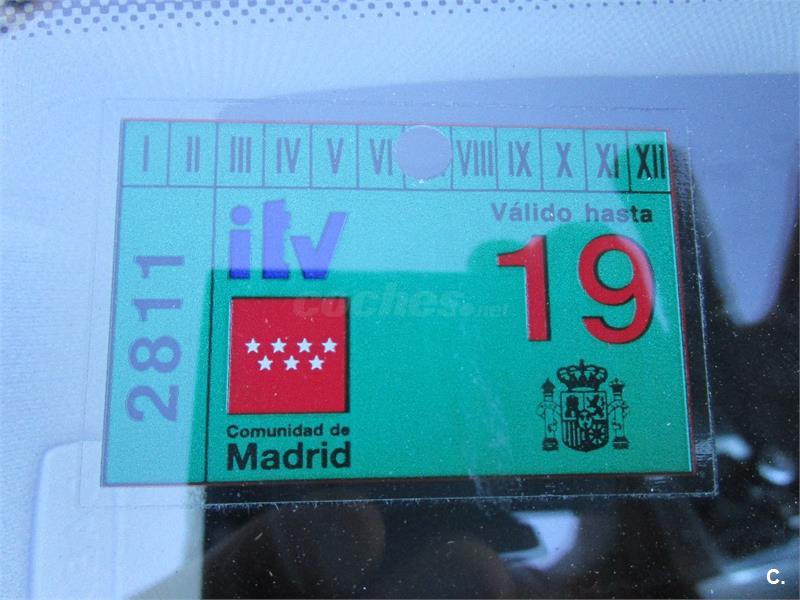 I II III IV V VI VIII IX X XI XII
itv
Válido hasta
19
2811
coches.net
Comunidad de
Madrid
C.